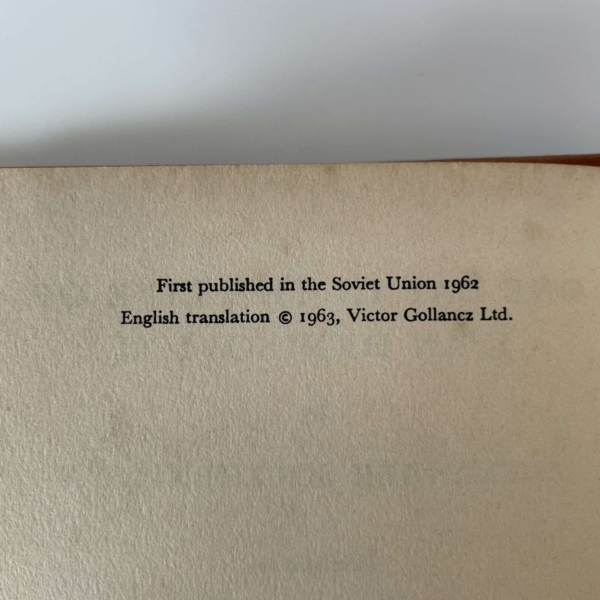 First published in the Soviet Union 1962
English translation © 1963, Victor Gollancz Ltd.